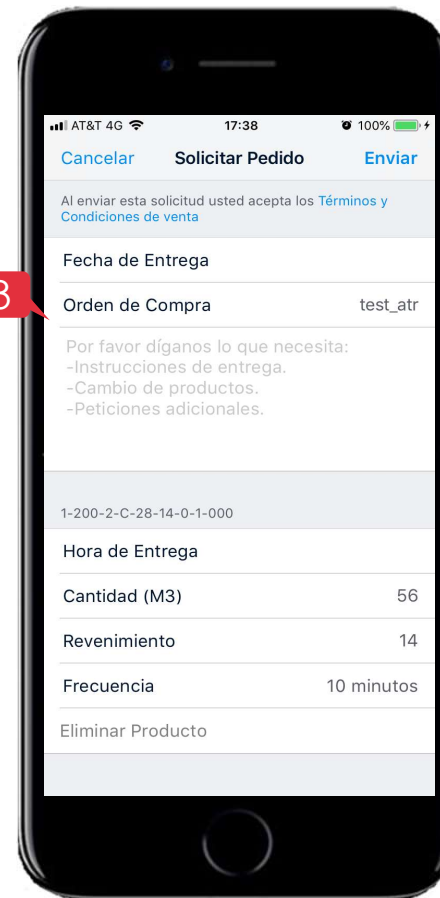 AT&T 4G 17:38 100%
Cancelar Solicitar Pedido Enviar
Al enviar esta solicitud usted acepta los Términos y
Condiciones de venta
Fecha de Entrega
3
Orden de Compra test_atr
Por favor díganos lo que necesita:
-Instrucciones de entrega.
-Cambio de productos.
-Peticiones adicionales.
1-200-2-C-28-14-0-1-000
Hora de Entrega
Cantidad (M3) 56
Revenimiento 14
Frecuencia 10 minutos
Eliminar Producto